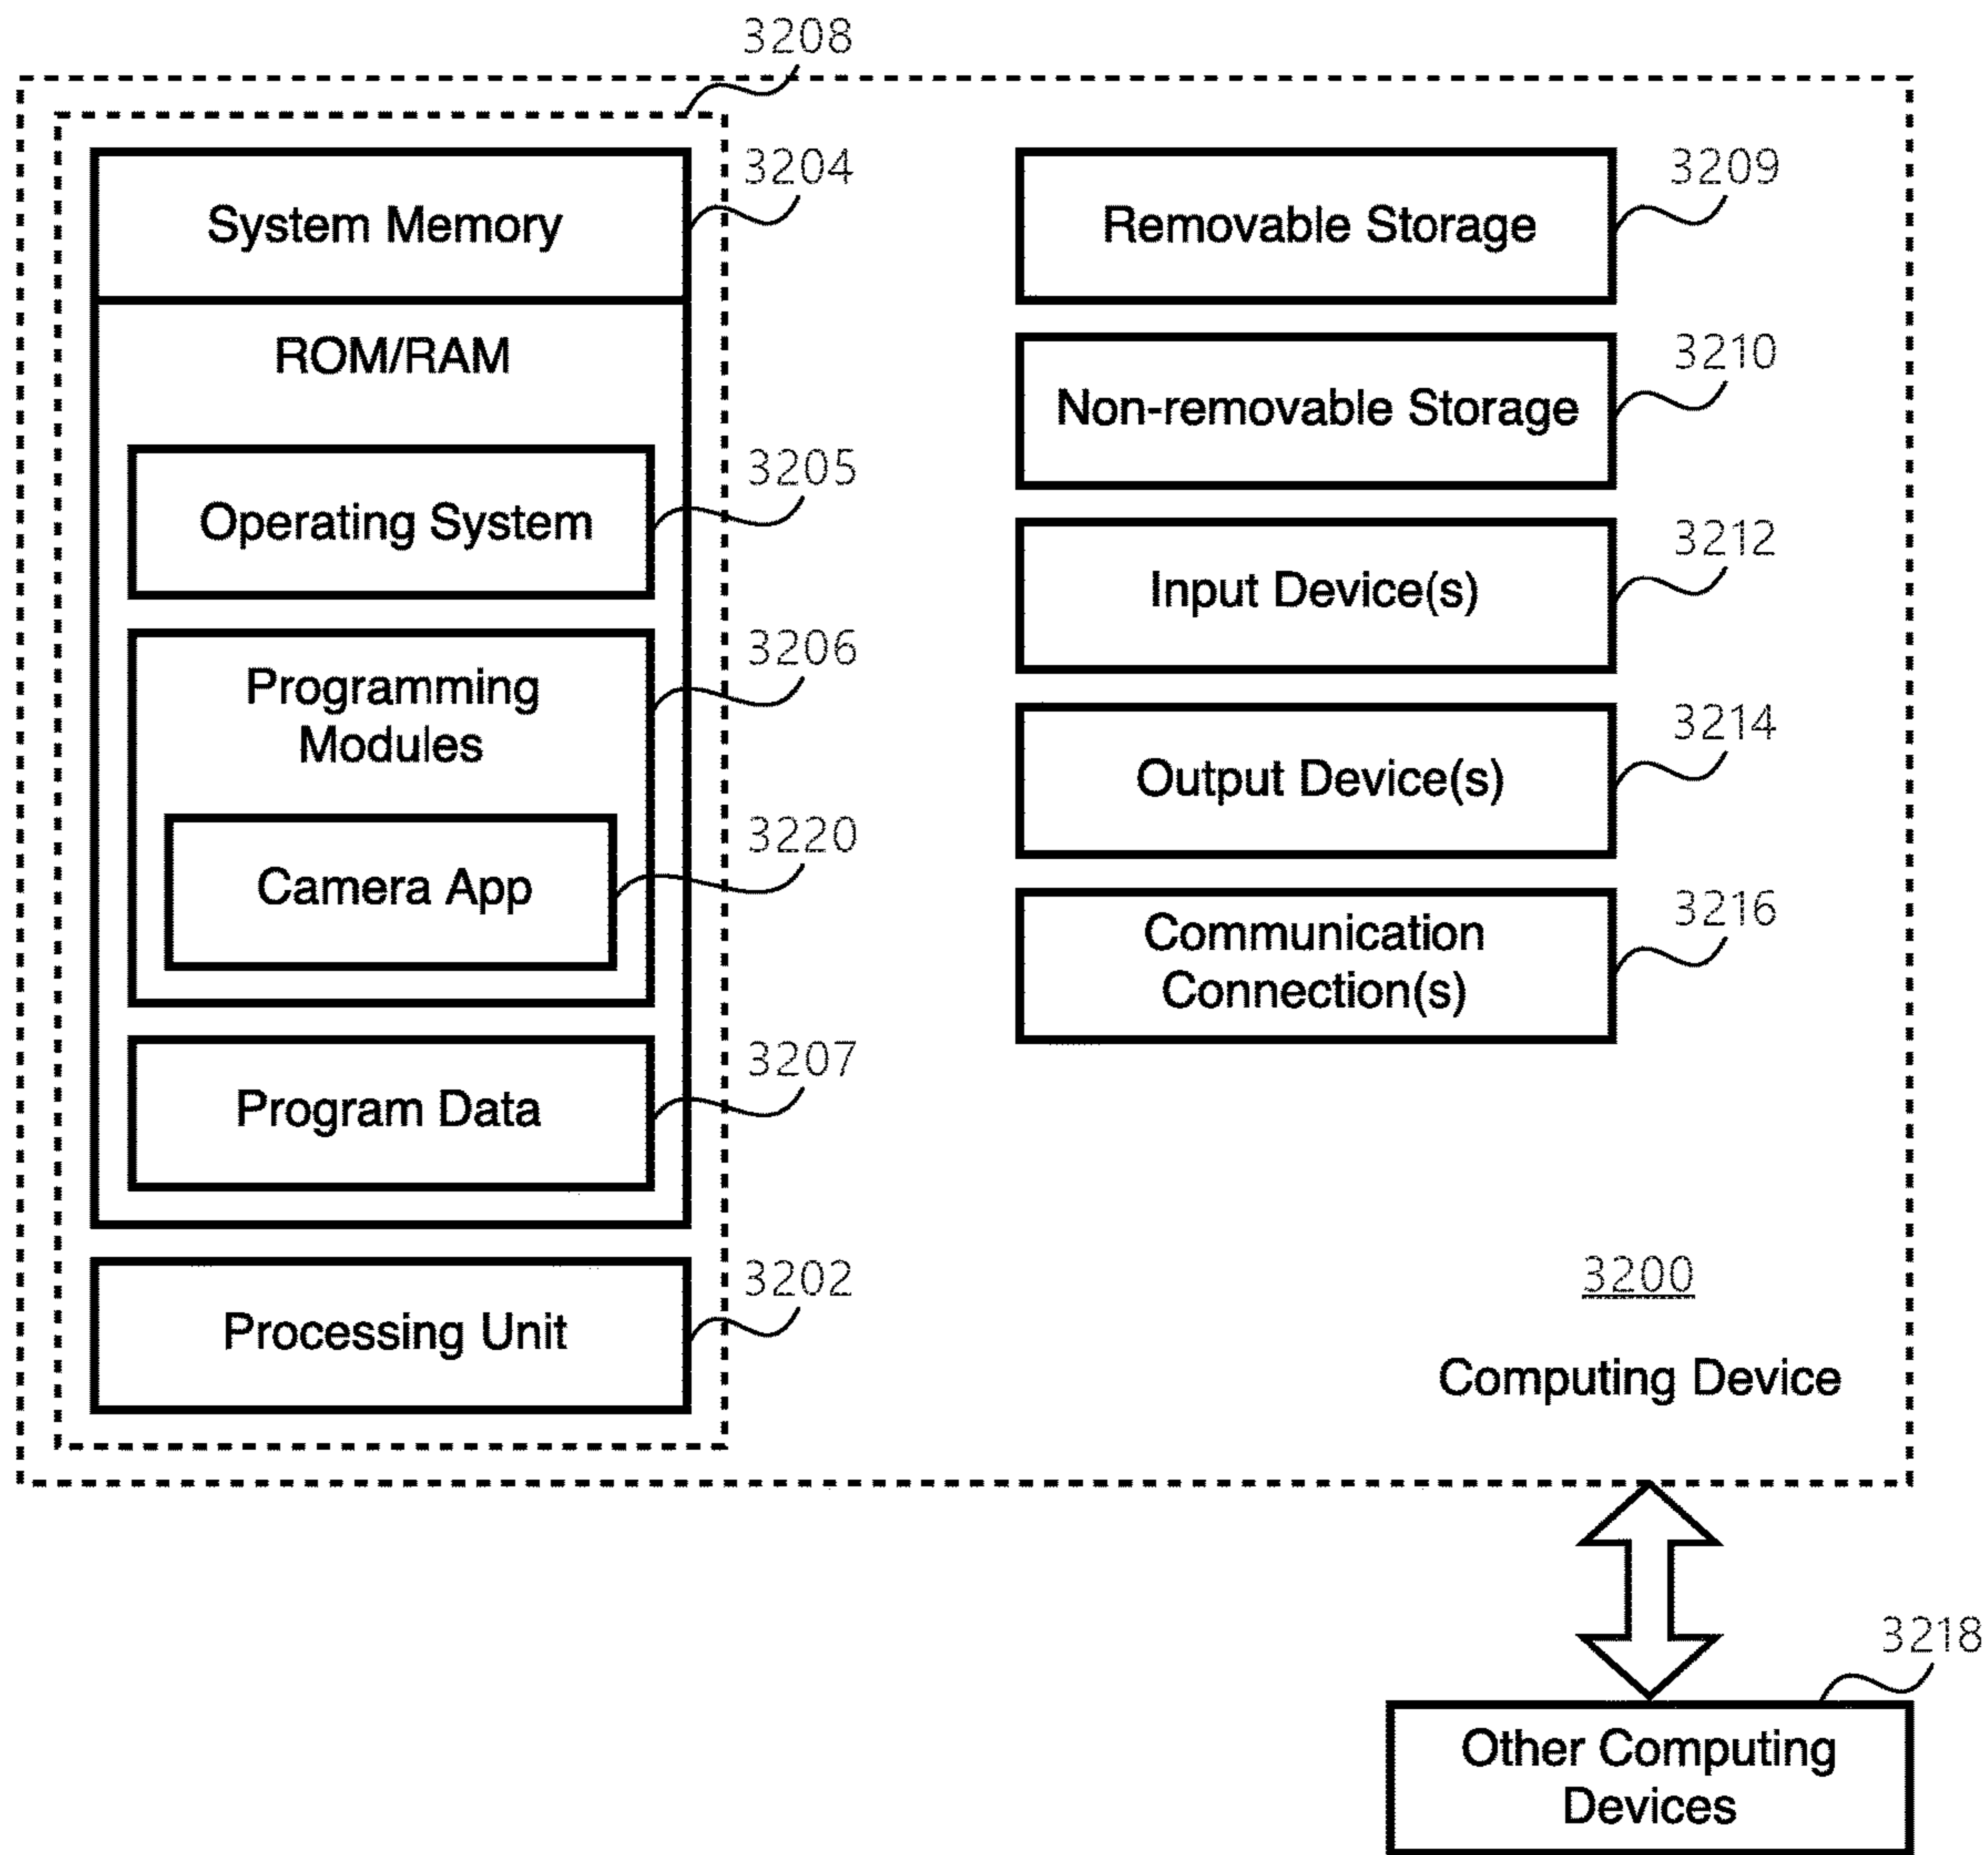 3208
3204
System Memory
ROM/RAM
3205
Operating System
3206
Programming
Modules
3220
Camera App
3207
Program Data
3202
Processing Unit
3209
Removable Storage
3210
Non-removable Storage
3212
Input Device(s)
3214
Output Device(s)
3216
Communication
Connection(s)
3200
Computing Device
3218
Other Computing
Devices